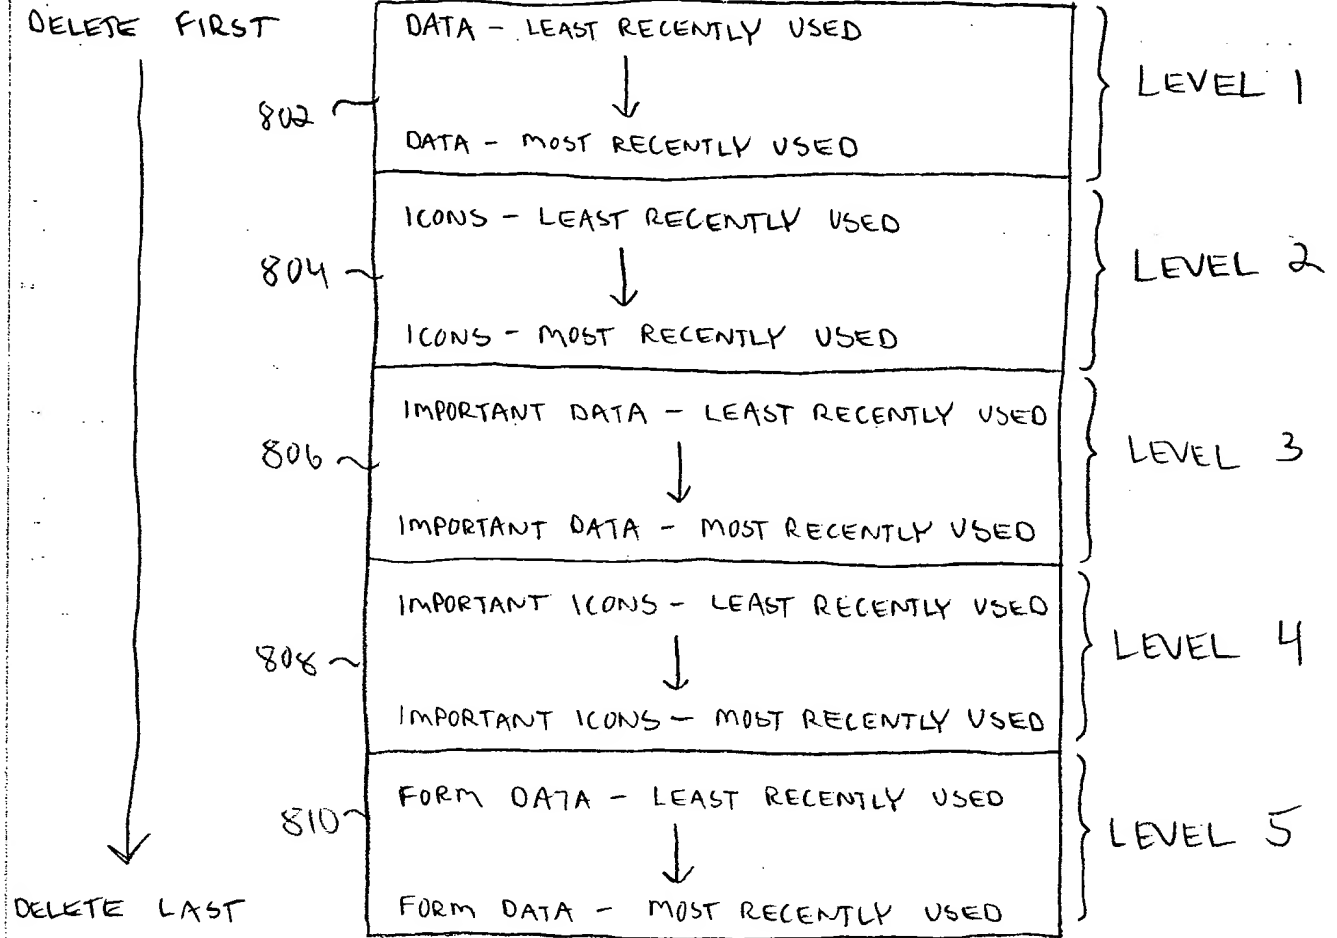 DELETE FIRST
DATA - LEAST RECENTLY USED
LEVEL 1
802
DATA - MOST RECENTLY USED
ICONS - LEAST RECENTLY USED
804
LEVEL 2
ICONS - MOST RECENTLY USED
IMPORTANT DATA - LEAST RECENTLY USED
806
LEVEL 3
IMPORTANT DATA - MOST RECENTLY USED
IMPORTANT ICONS - LEAST RECENTLY USED
808
LEVEL 4
IMPORTANT ICONS - MOST RECENTLY USED
FORM DATA - LEAST RECENTLY USED
810
LEVEL 5
DELETE LAST
FORM DATA - MOST RECENTLY USED